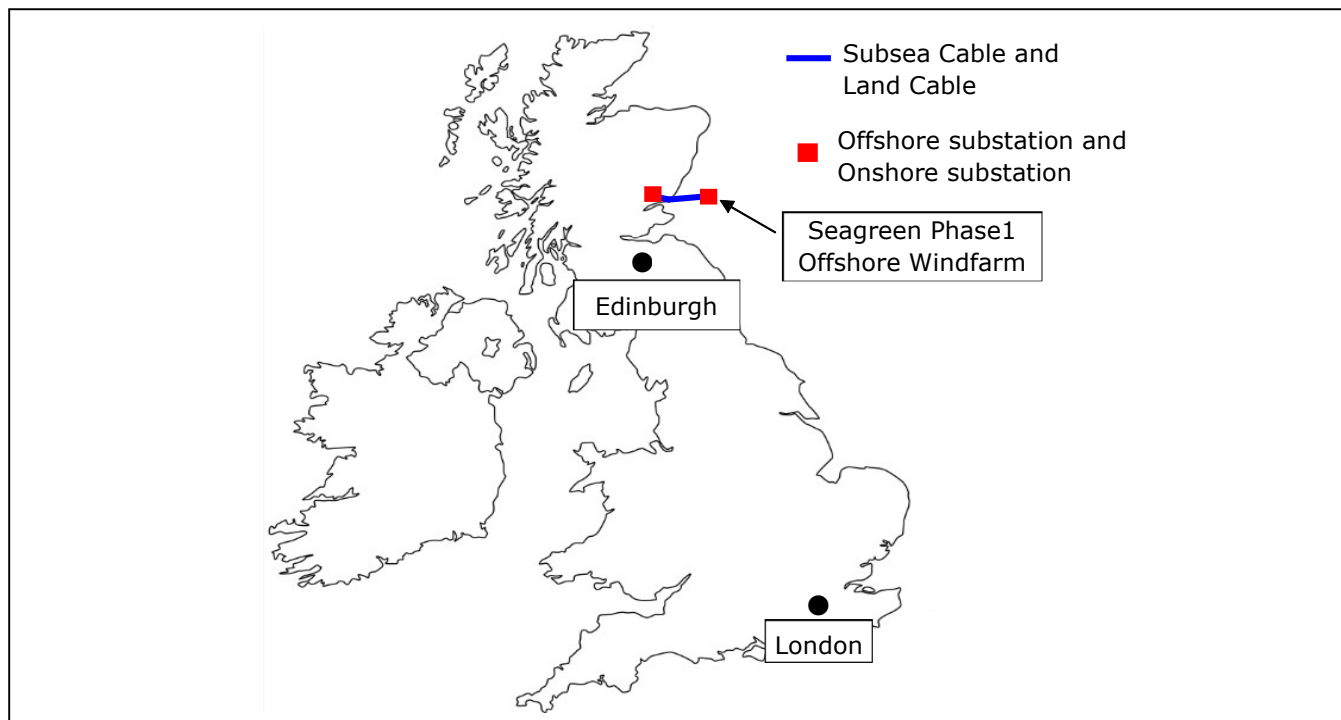 Subsea Cable and
Land Cable
Offshore substation and
Onshore substation
Seagreen Phase1
Offshore Windfarm
Edinburgh
London